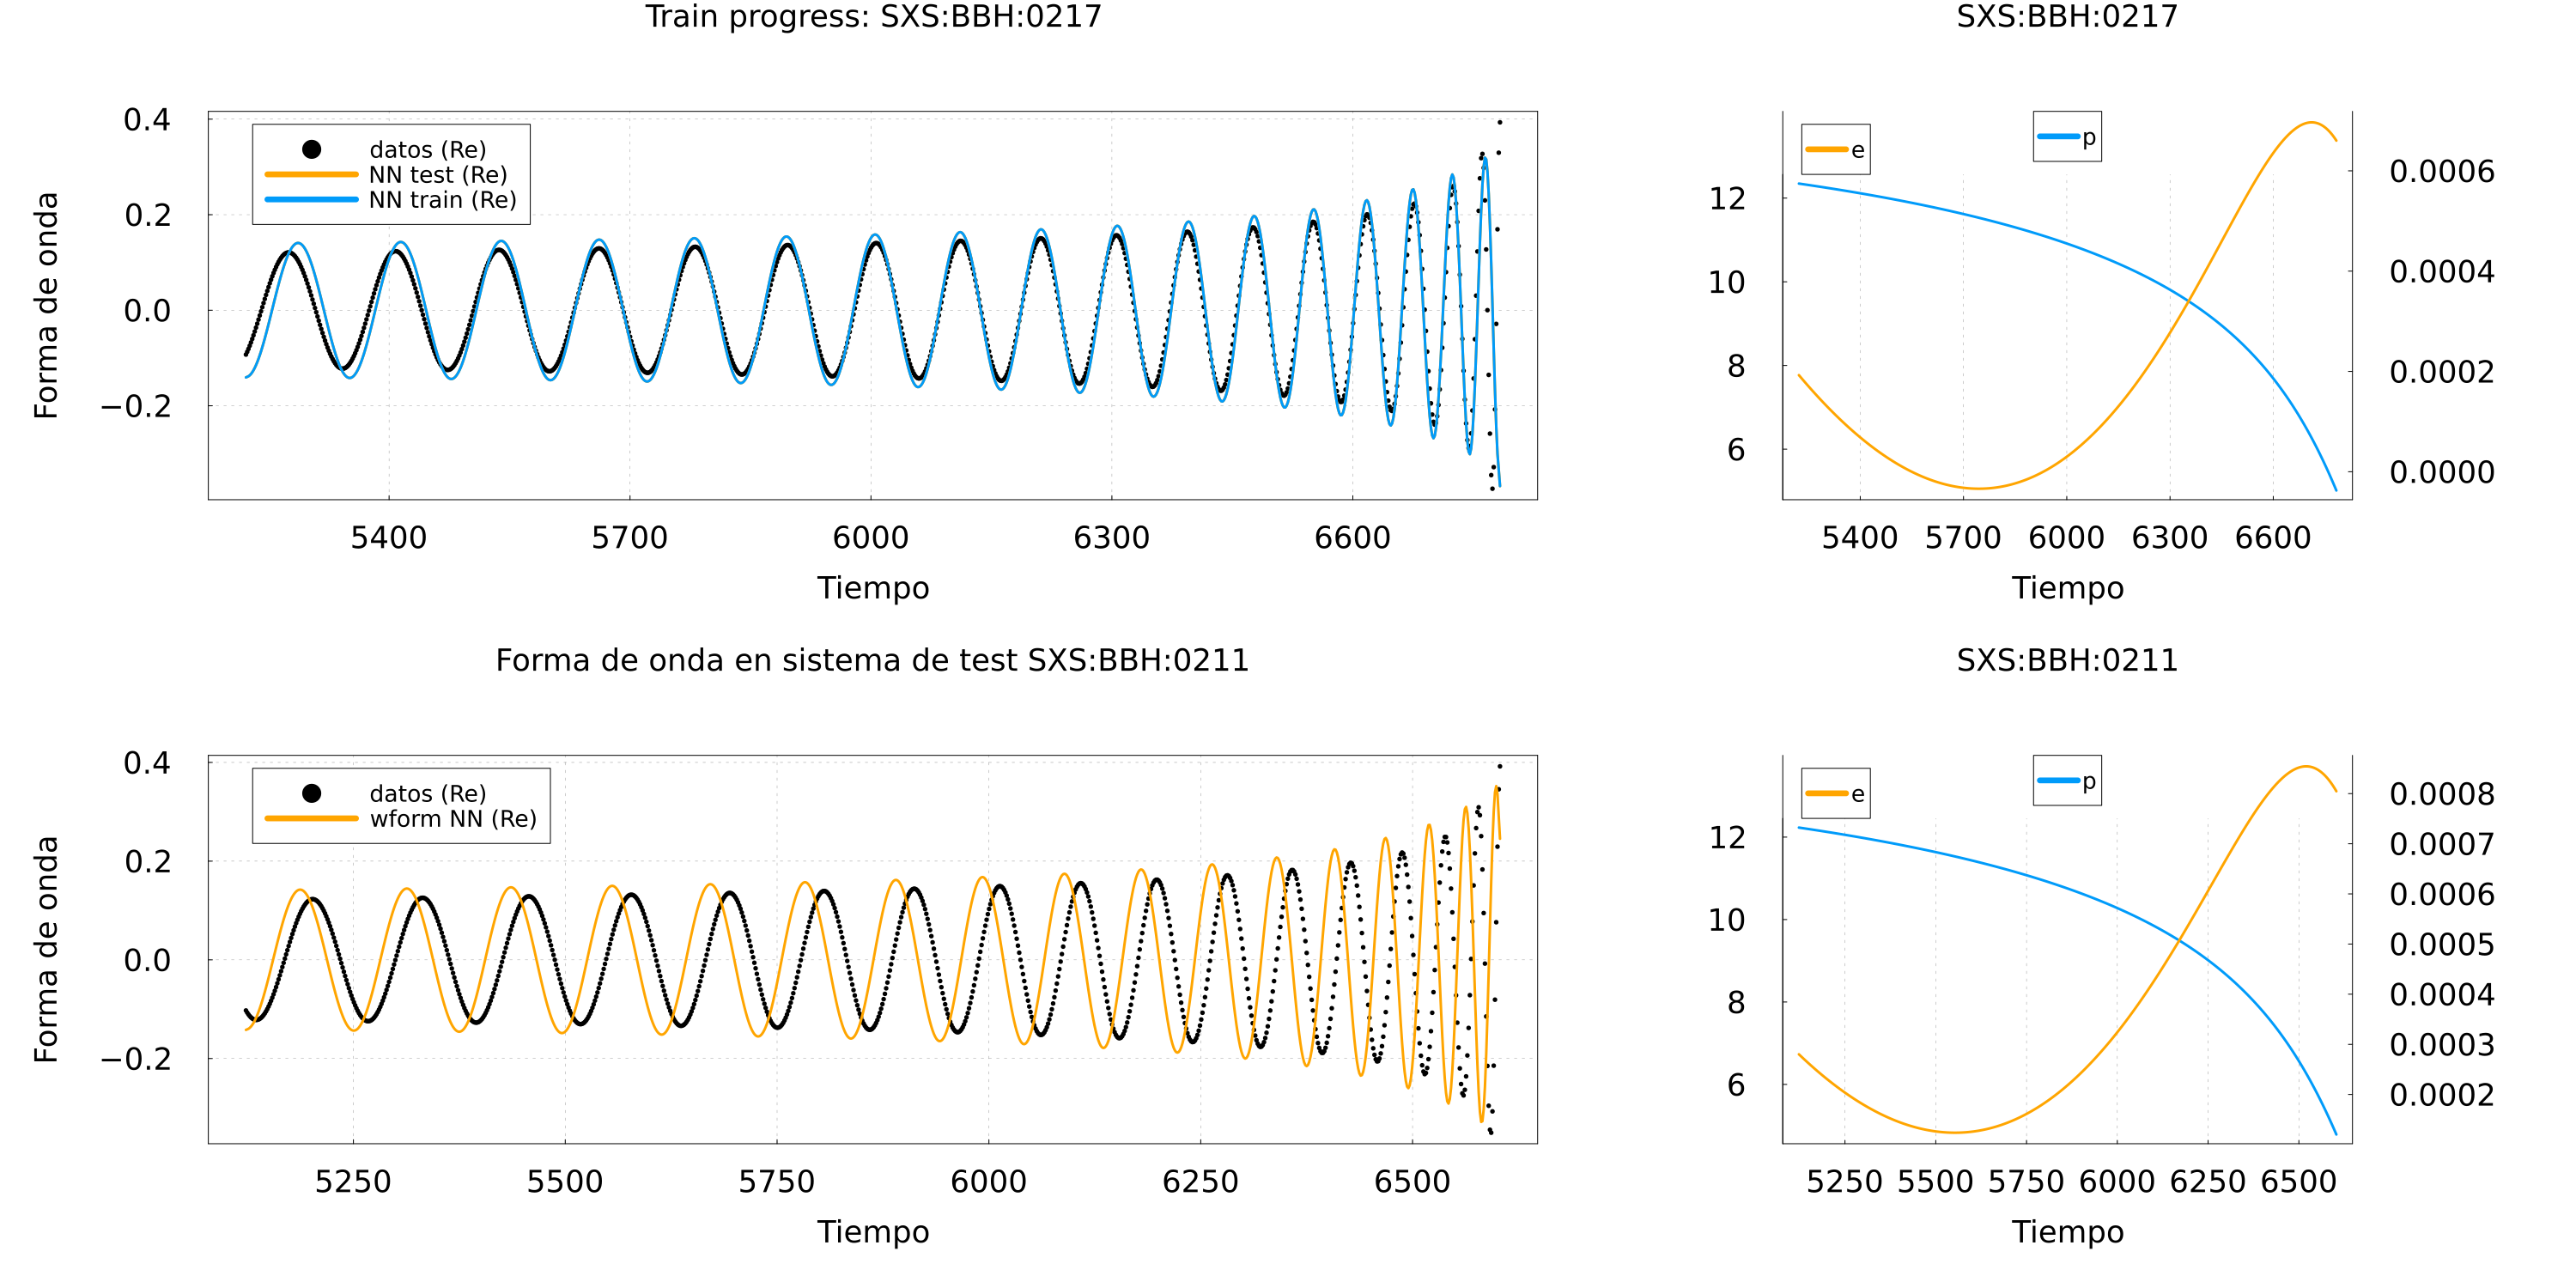 Train progress: SXS:BBH:0217
datos (Re)
NN test (Re)
NN train (Re)
Forma de onda
0.4
0.2
0.0
−0.2
5400 5700 6000 6300 6600
Tiempo
SXS:BBH:0217
e
p
12
10
8
6
0.0006
0.0004
0.0002
0.0000
5400 5700 6000 6300 6600
Tiempo
Forma de onda en sistema de test SXS:BBH:0211
datos (Re)
wform NN (Re)
Forma de onda
0.4
0.2
0.0
−0.2
5250 5500 5750 6000 6250 6500
Tiempo
SXS:BBH:0211
e
p
12
10
8
6
0.0008
0.0007
0.0006
0.0005
0.0004
0.0003
0.0002
5250 5500 5750 6000 6250 6500
Tiempo